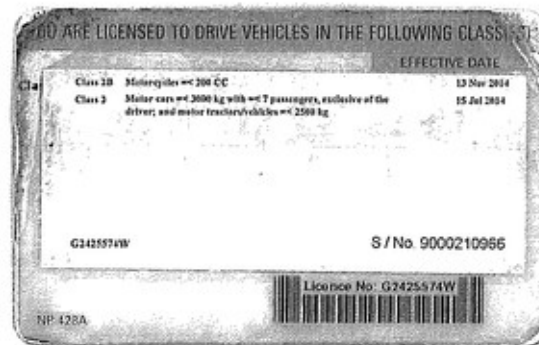 YOU ARE LICENSED TO DRIVE VEHICLES IN THE FOLLOWING CLASS(ES)
EFFECTIVE DATE
Class 2B Motorcycles =< 200 CC 13 Nov 2014
Class 3 Motor cars =< 3000 kg with =< 7 passengers, exclusive of the 15 Jul 2014
driver; and motor tractors/vehicles =< 2500 kg
G2425574W S / No. 9000210966
Licence No: G2425574W
NP 428A